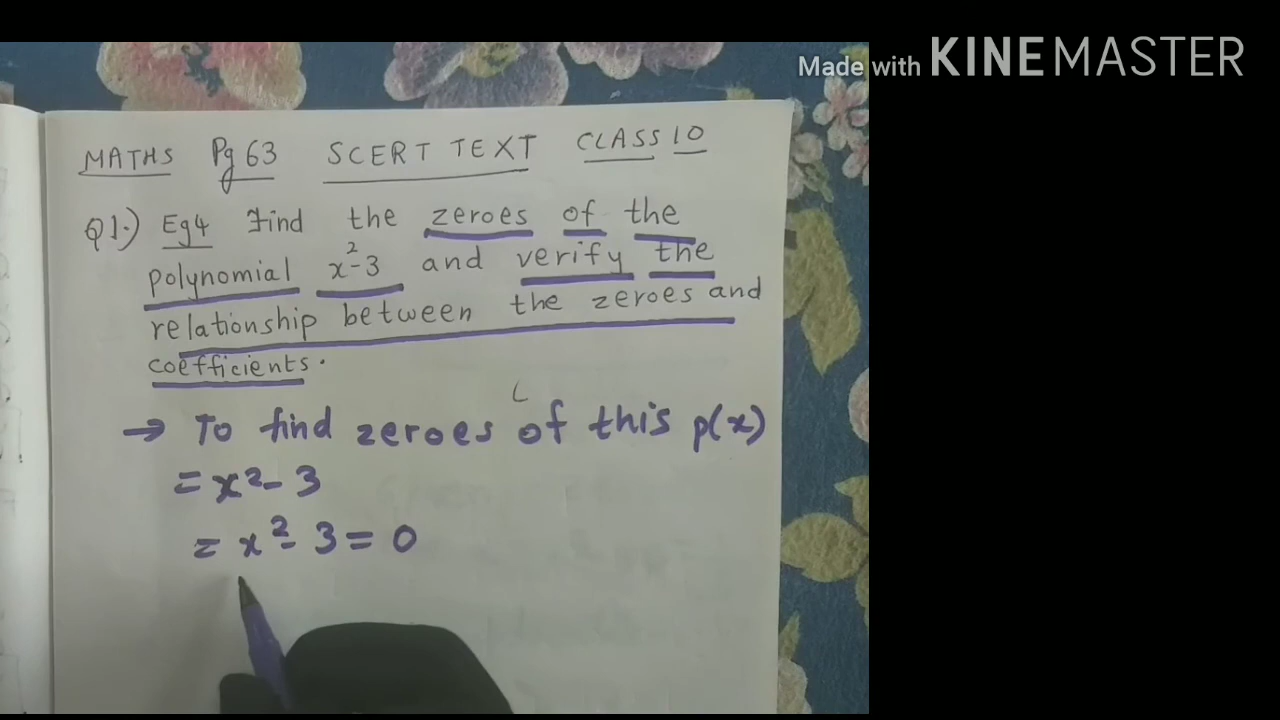 Made with KINEMASTER
MATHS Pg 63 SCERT TEXT CLASS 10
Q1.) Eg4 Find the zeroes of the
polynomial x²-3 and verify the
relationship between the zeroes and
coefficients.
→ To find zeroes of this p(x)
= x² - 3
= x² - 3 = 0